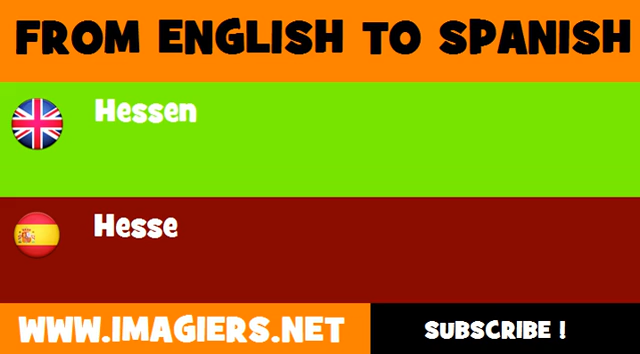 FROM ENGLISH TO SPANISH
Hessen
Hesse
WWW.IMAGIERS.NET
SUBSCRIBE !